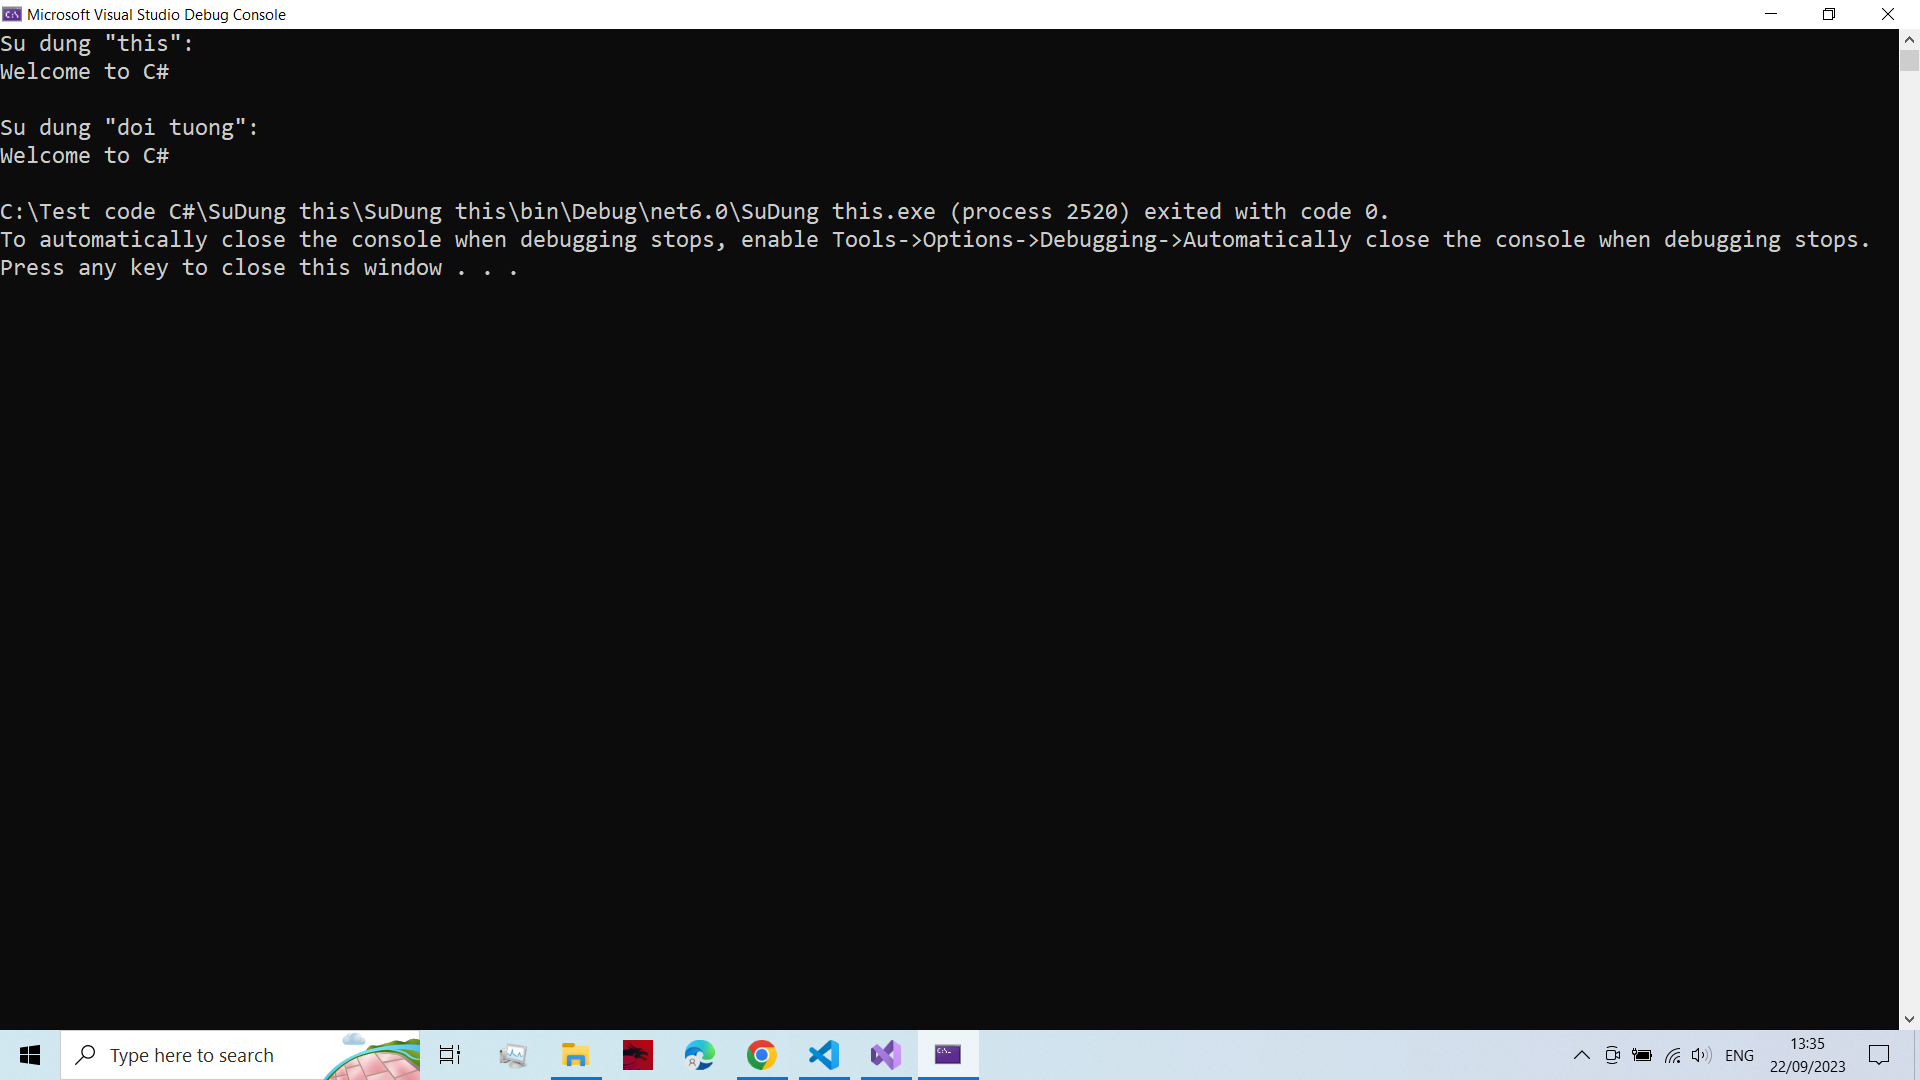 Microsoft Visual Studio Debug Console
Su dung "this":
Welcome to C#
Su dung "doi tuong":
Welcome to C#
C:\Test code C#\SuDung this\SuDung this\bin\Debug\net6.0\SuDung this.exe (process 2520) exited with code 0.
To automatically close the console when debugging stops, enable Tools->Options->Debugging->Automatically close the console when debugging stops.
Press any key to close this window . . .
Type here to search
ENG
13:35
22/09/2023